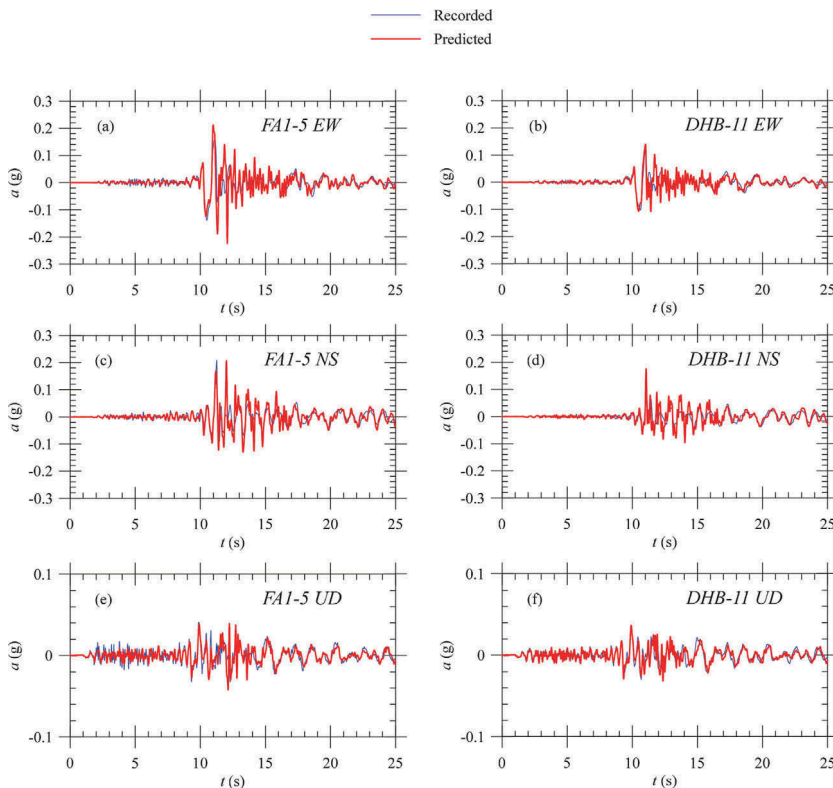 Recorded
Predicted
0.3 (a) FA1-5 EW
0.2
0.1
0
-0.1
-0.2
-0.3
a (g)
0 5 10 15 20 25
t (s)
0.3 (b) DHB-11 EW
0.2
0.1
0
-0.1
-0.2
-0.3
a (g)
0 5 10 15 20 25
t (s)
0.3 (c) FA1-5 NS
0.2
0.1
0
-0.1
-0.2
-0.3
a (g)
0 5 10 15 20 25
t (s)
0.3 (d) DHB-11 NS
0.2
0.1
0
-0.1
-0.2
-0.3
a (g)
0 5 10 15 20 25
t (s)
0.1 (e) FA1-5 UD
0
-0.1
a (g)
0 5 10 15 20 25
t (s)
0.1 (f) DHB-11 UD
0
-0.1
a (g)
0 5 10 15 20 25
t (s)